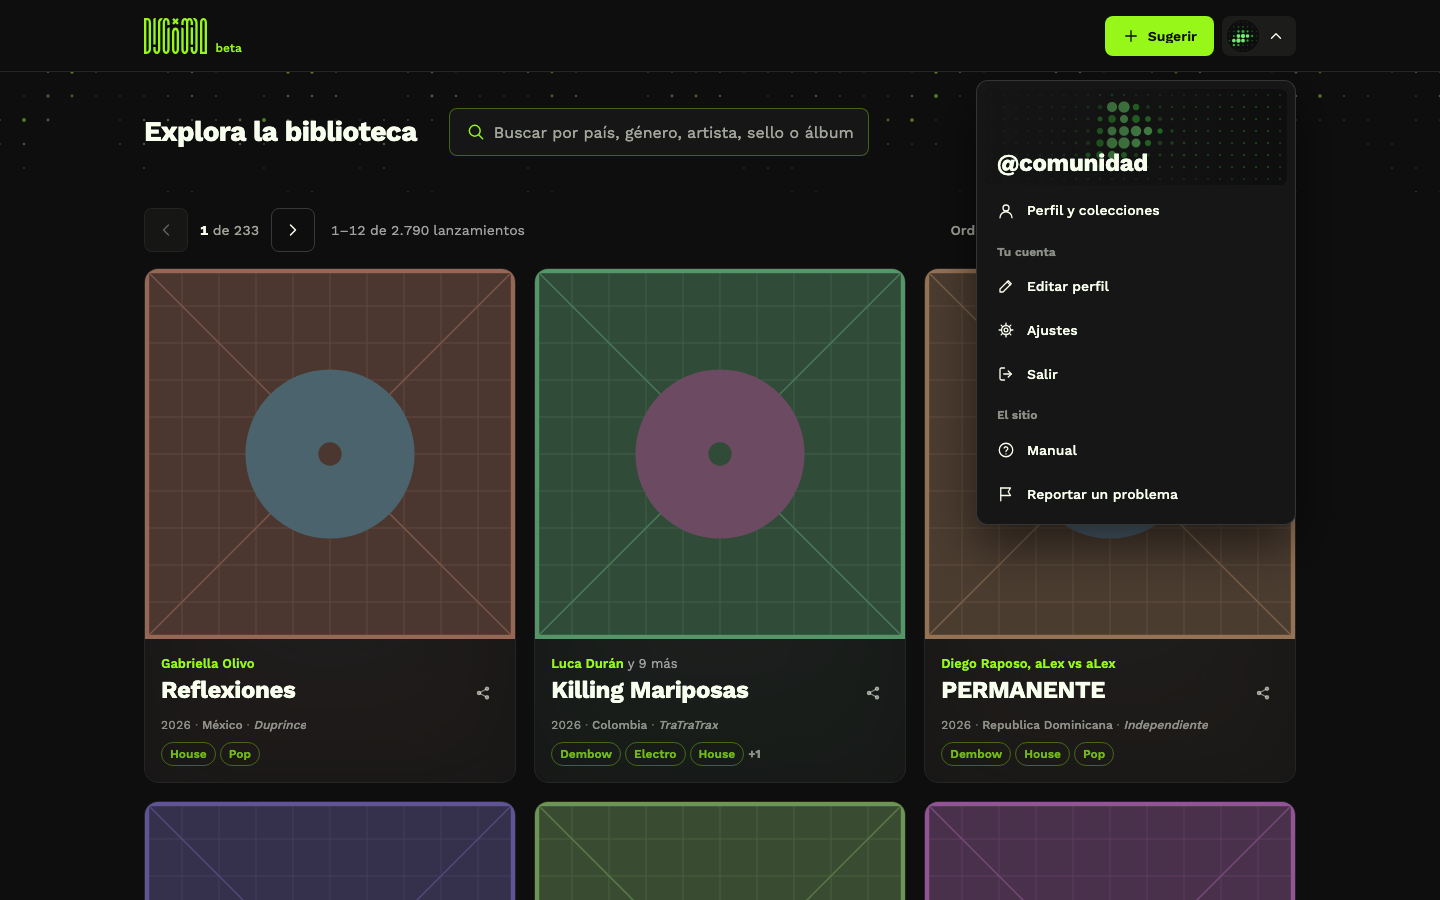 beta
Sugerir
Explora la biblioteca
Buscar por país, género, artista, sello o álbum
@comunidad
Perfil y colecciones
Tu cuenta
Editar perfil
Ajustes
Salir
El sitio
Manual
Reportar un problema
1 de 233
1–12 de 2.790 lanzamientos
Gabriella Olivo
Reflexiones
2026 · México · Duprince
House Pop
Luca Durán y 9 más
Killing Mariposas
2026 · Colombia · TraTraTrax
Dembow Electro House +1
Diego Raposo, aLex vs aLex
PERMANENTE
2026 · Republica Dominicana · Independiente
Dembow House Pop